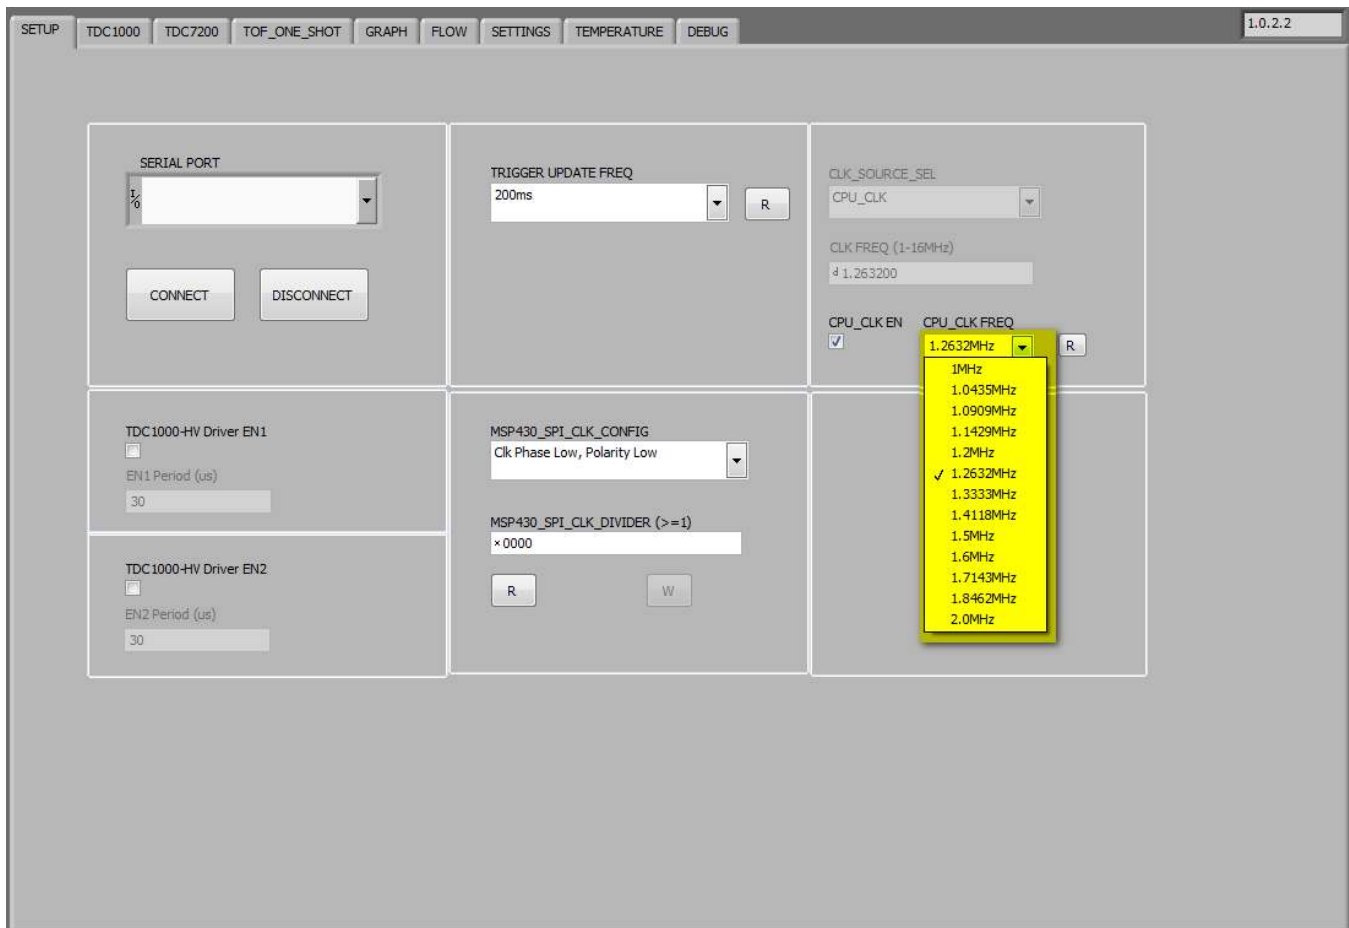 SETUP TDC1000 TDC7200 TOF_ONE_SHOT GRAPH FLOW SETTINGS TEMPERATURE DEBUG 1.0.2.2
SERIAL PORT
I/O
CONNECT DISCONNECT
TRIGGER UPDATE FREQ
200ms R
CLK_SOURCE_SEL
CPU_CLK
CLK FREQ (1-16MHz)
d 1.263200
CPU_CLK EN CPU_CLK FREQ
1.2632MHz R
1MHz
1.0435MHz
1.0909MHz
1.1429MHz
1.2MHz
✓ 1.2632MHz
1.3333MHz
1.4118MHz
1.5MHz
1.6MHz
1.7143MHz
1.8462MHz
2.0MHz
TDC1000-HV Driver EN1
EN1 Period (us)
30
TDC1000-HV Driver EN2
EN2 Period (us)
30
MSP430_SPI_CLK_CONFIG
Clk Phase Low, Polarity Low
MSP430_SPI_CLK_DIVIDER (>=1)
× 0000
R W